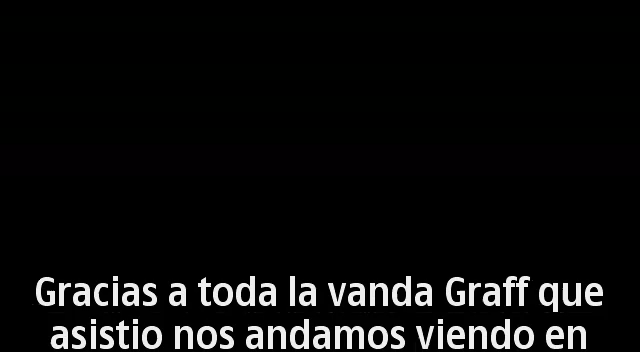 Gracias a toda la vanda Graff que
asistio nos andamos viendo en